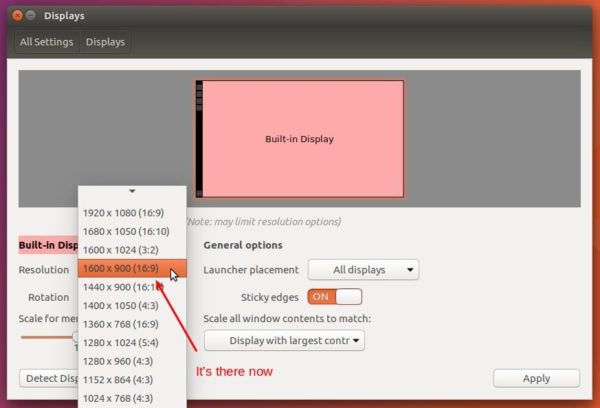 Displays
All Settings
Displays
Built-in Display
(Note: may limit resolution options)
1920 x 1080 (16:9)
1680 x 1050 (16:10)
1600 x 1024 (3:2)
1600 x 900 (16:9)
1440 x 900 (16:1
1400 x 1050 (4:3)
1360 x 768 (16:9)
1280 x 1024 (5:4)
1280 x 960 (4:3)
1152 x 864 (4:3)
1024 x 768 (4:3)
Built-in Disp
Resolution
Rotation
Scale for me
1
Detect Disp
General options
Launcher placement
All displays
Sticky edges
ON
Scale all window contents to match:
Display with largest contr
It's there now
Apply